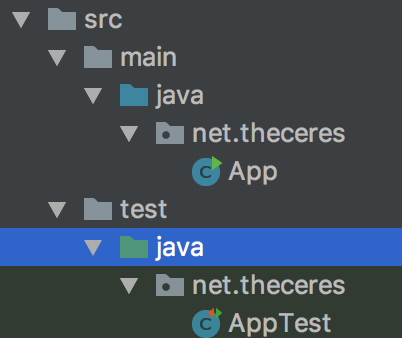 src
main
java
net.theceres
App
test
java
net.theceres
AppTest